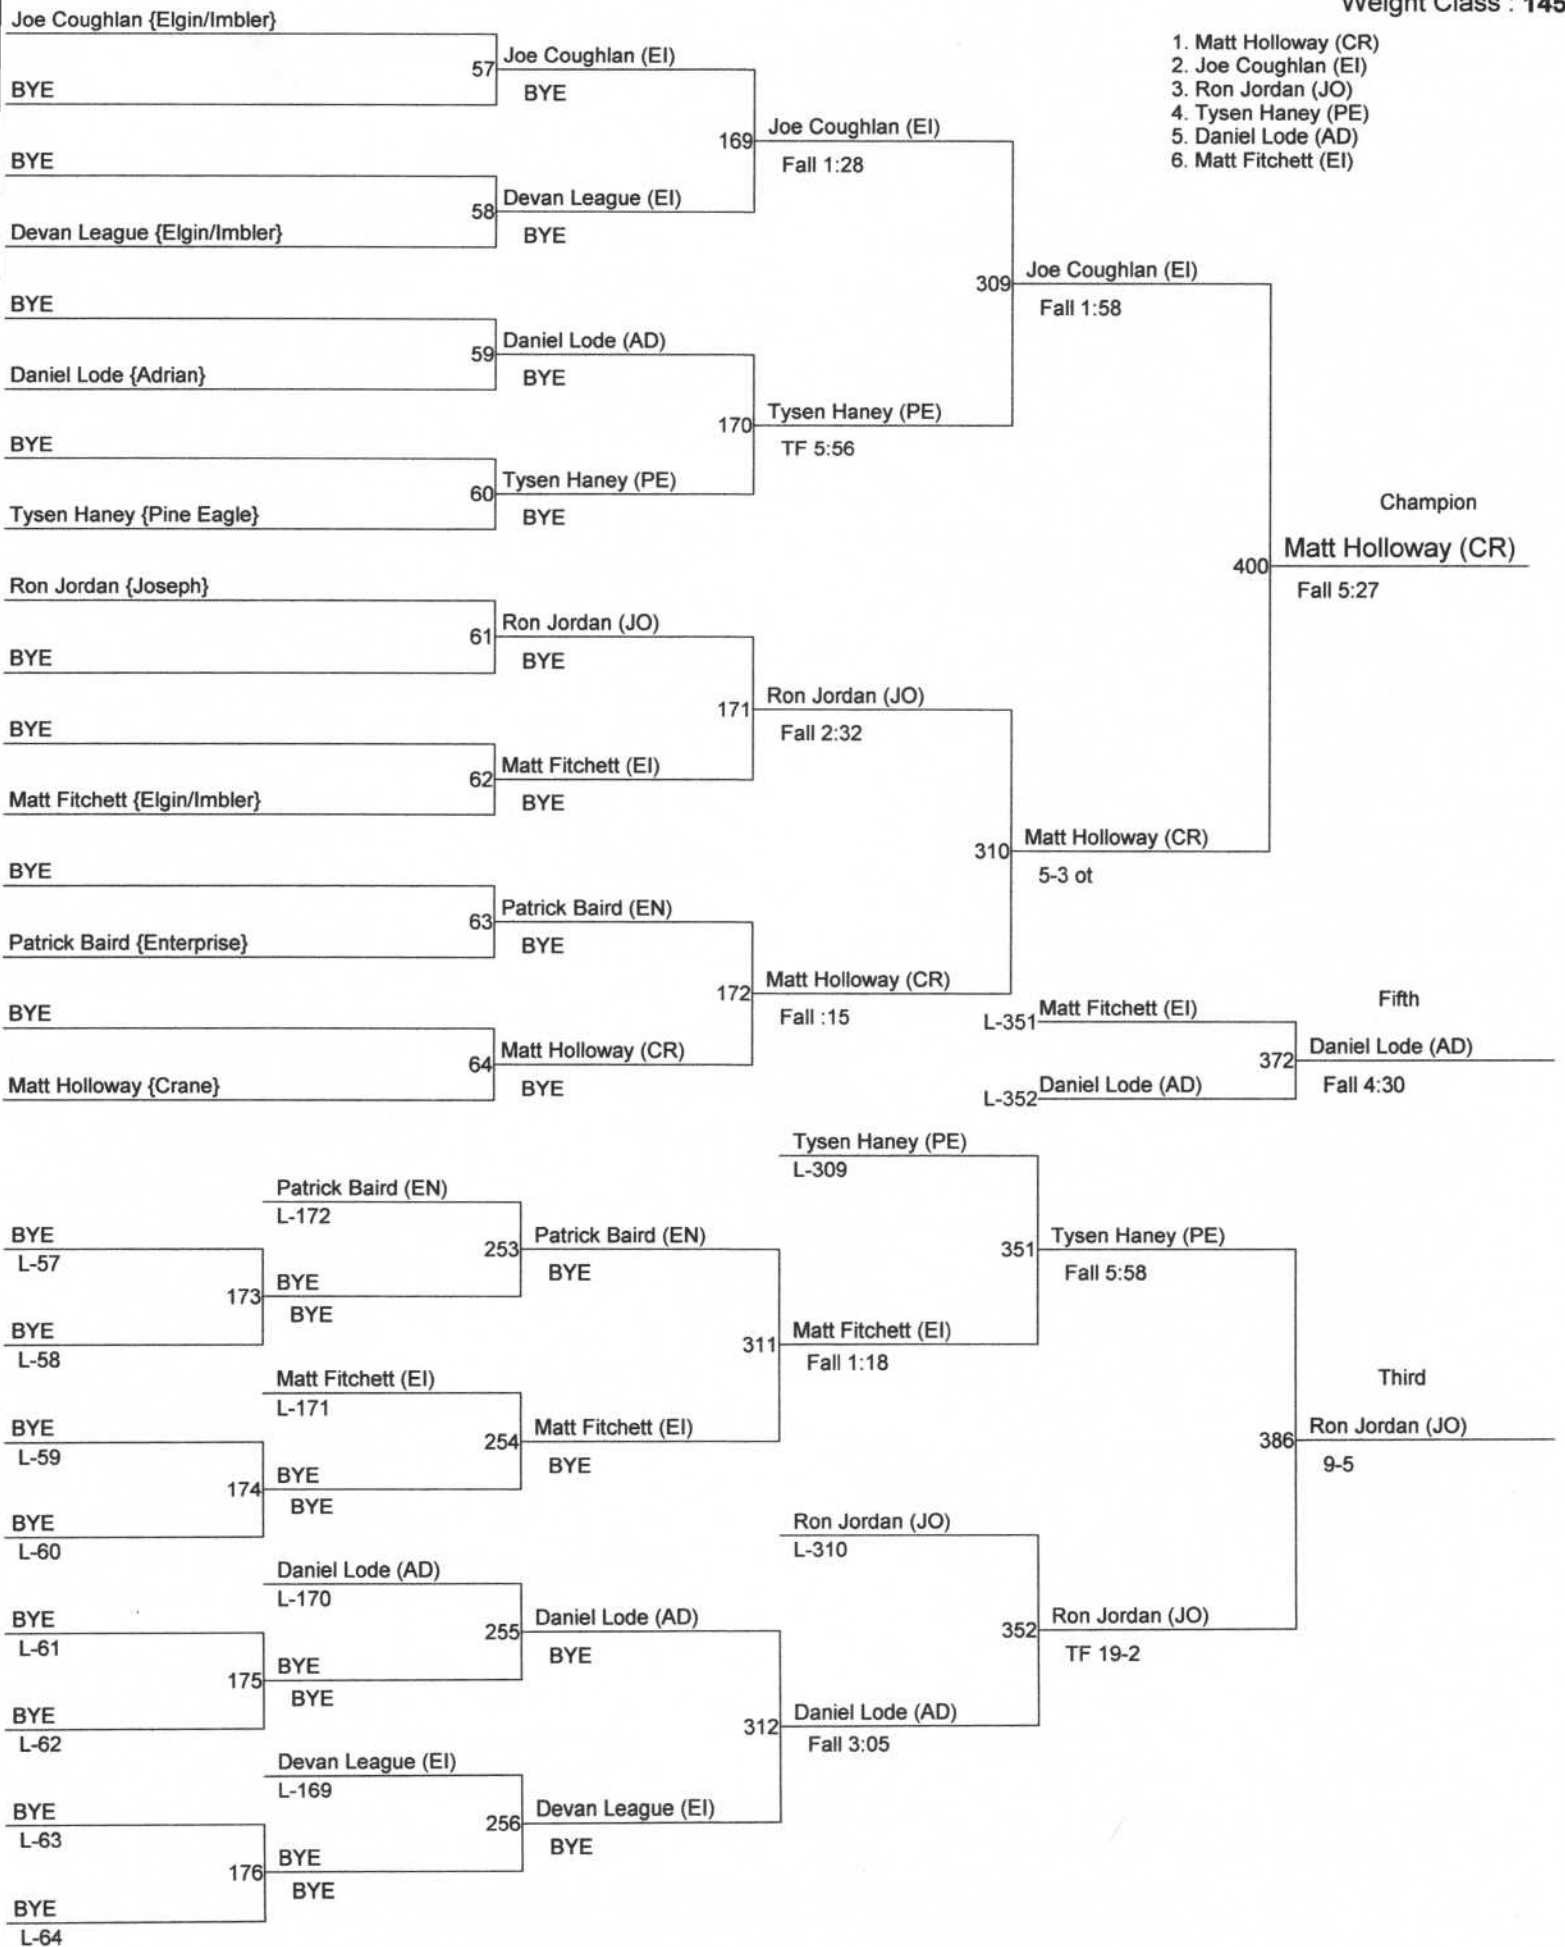 Weight Class : 145
1. Matt Holloway (CR)
2. Joe Coughlan (EI)
3. Ron Jordan (JO)
4. Tysen Haney (PE)
5. Daniel Lode (AD)
6. Matt Fitchett (EI)
Joe Coughlan {Elgin/Imbler}
57
Joe Coughlan (EI)
BYE
BYE
169
Joe Coughlan (EI)
Fall 1:28
BYE
58
Devan League (EI)
BYE
Devan League {Elgin/Imbler}
309
Joe Coughlan (EI)
Fall 1:58
BYE
59
Daniel Lode (AD)
BYE
Daniel Lode {Adrian}
170
Tysen Haney (PE)
TF 5:56
BYE
60
Tysen Haney (PE)
BYE
Tysen Haney {Pine Eagle}
Champion
400
Matt Holloway (CR)
Fall 5:27
Ron Jordan {Joseph}
61
Ron Jordan (JO)
BYE
BYE
171
Ron Jordan (JO)
Fall 2:32
BYE
62
Matt Fitchett (EI)
BYE
Matt Fitchett {Elgin/Imbler}
310
Matt Holloway (CR)
5-3 ot
BYE
63
Patrick Baird (EN)
BYE
Patrick Baird {Enterprise}
172
Matt Holloway (CR)
Fall :15
BYE
64
Matt Holloway (CR)
BYE
Matt Holloway {Crane}
L-351
Matt Fitchett (EI)
Fifth
372
Daniel Lode (AD)
Fall 4:30
L-352
Daniel Lode (AD)
Tysen Haney (PE)
L-309
Patrick Baird (EN)
L-172
BYE
L-57
253
Patrick Baird (EN)
BYE
351
Tysen Haney (PE)
Fall 5:58
173
BYE
BYE
BYE
L-58
311
Matt Fitchett (EI)
Fall 1:18
Matt Fitchett (EI)
L-171
Third
BYE
L-59
254
Matt Fitchett (EI)
BYE
386
Ron Jordan (JO)
9-5
174
BYE
BYE
BYE
L-60
Ron Jordan (JO)
L-310
Daniel Lode (AD)
L-170
BYE
L-61
255
Daniel Lode (AD)
BYE
352
Ron Jordan (JO)
TF 19-2
175
BYE
BYE
BYE
L-62
312
Daniel Lode (AD)
Fall 3:05
Devan League (EI)
L-169
BYE
L-63
256
Devan League (EI)
BYE
176
BYE
BYE
BYE
L-64